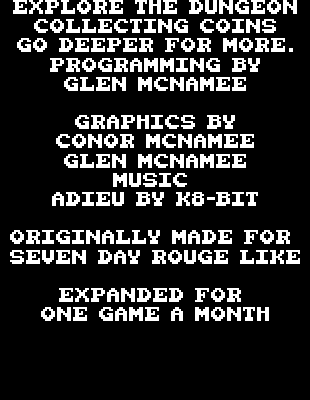 EXPLORE THE DUNGEON
COLLECTING COINS
GO DEEPER FOR MORE.
PROGRAMMING BY
GLEN MCNAMEE
GRAPHICS BY
CONOR MCNAMEE
GLEN MCNAMEE
MUSIC
ADIEU BY K8-BIT
ORIGINALLY MADE FOR
SEVEN DAY ROUGE LIKE
EXPANDED FOR
ONE GAME A MONTH